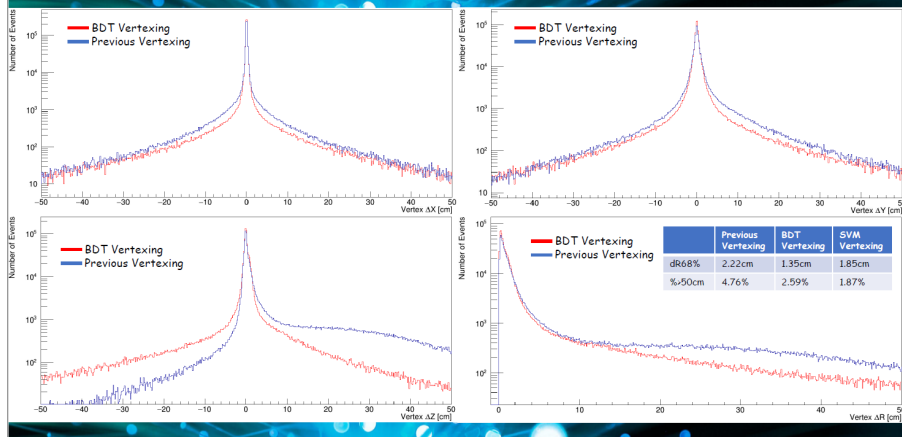 Number of Events
10⁵
10⁴
10³
10²
10
BDT Vertexing
Previous Vertexing
−50 −40 −30 −20 −10 0 10 20 30 40 50
Vertex ΔX [cm]
Number of Events
10⁵
10⁴
10³
10²
10
BDT Vertexing
Previous Vertexing
−50 −40 −30 −20 −10 0 10 20 30 40 50
Vertex ΔY [cm]
Number of Events
10⁵
10⁴
10³
10²
BDT Vertexing
Previous Vertexing
−50 −40 −30 −20 −10 0 10 20 30 40 50
Vertex ΔZ [cm]
Number of Events
10⁵
10⁴
10³
10²
BDT Vertexing
Previous Vertexing
Previous Vertexing BDT Vertexing SVM Vertexing
dR68% 2.22cm 1.35cm 1.85cm
%>50cm 4.76% 2.59% 1.87%
0 10 20 30 40 50
Vertex ΔR [cm]